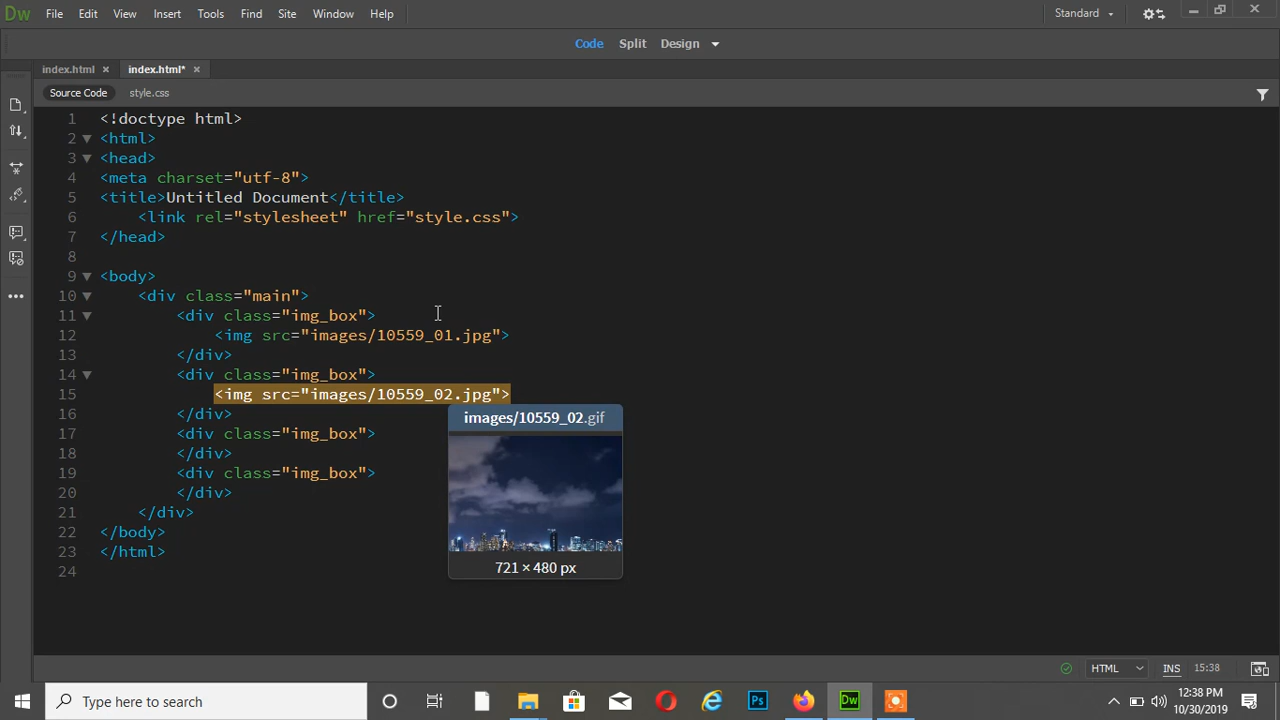 Dw File Edit View Insert Tools Find Site Window Help Standard
Code Split Design
index.html × index.html* ×
Source Code style.css
1 <!doctype html>
2 <html>
3 <head>
4 <meta charset="utf-8">
5 <title>Untitled Document</title>
6 <link rel="stylesheet" href="style.css">
7 </head>
8
9 <body>
10 <div class="main">
11 <div class="img_box">
12 <img src="images/10559_01.jpg">
13 </div>
14 <div class="img_box">
15 <img src="images/10559_02.jpg">
16 </div>
17 <div class="img_box">
18 </div>
19 <div class="img_box">
20 </div>
21 </div>
22 </body>
23 </html>
24
images/10559_02.gif
721 × 480 px
HTML INS 15:38
Type here to search
Ps Dw
12:38 PM
10/30/2019